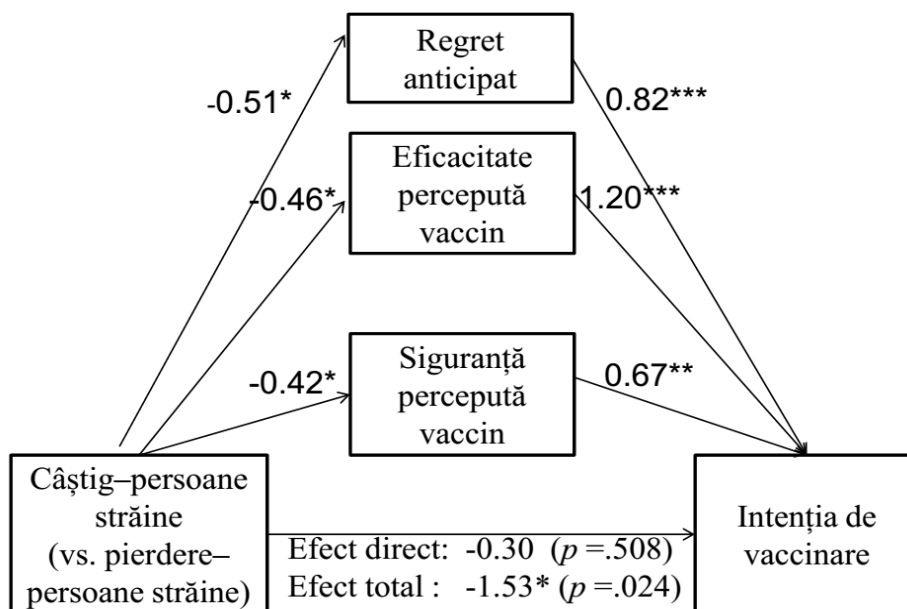 Regret
anticipat
-0.51*
0.82***
Eficacitate
percepută
vaccin
-0.46*
1.20***
Siguranță
percepută
vaccin
-0.42*
0.67**
Câștig–persoane
străine
(vs. pierdere–
persoane străine)
Efect direct: -0.30 (p =.508)
Efect total : -1.53* (p =.024)
Intenția de
vaccinare